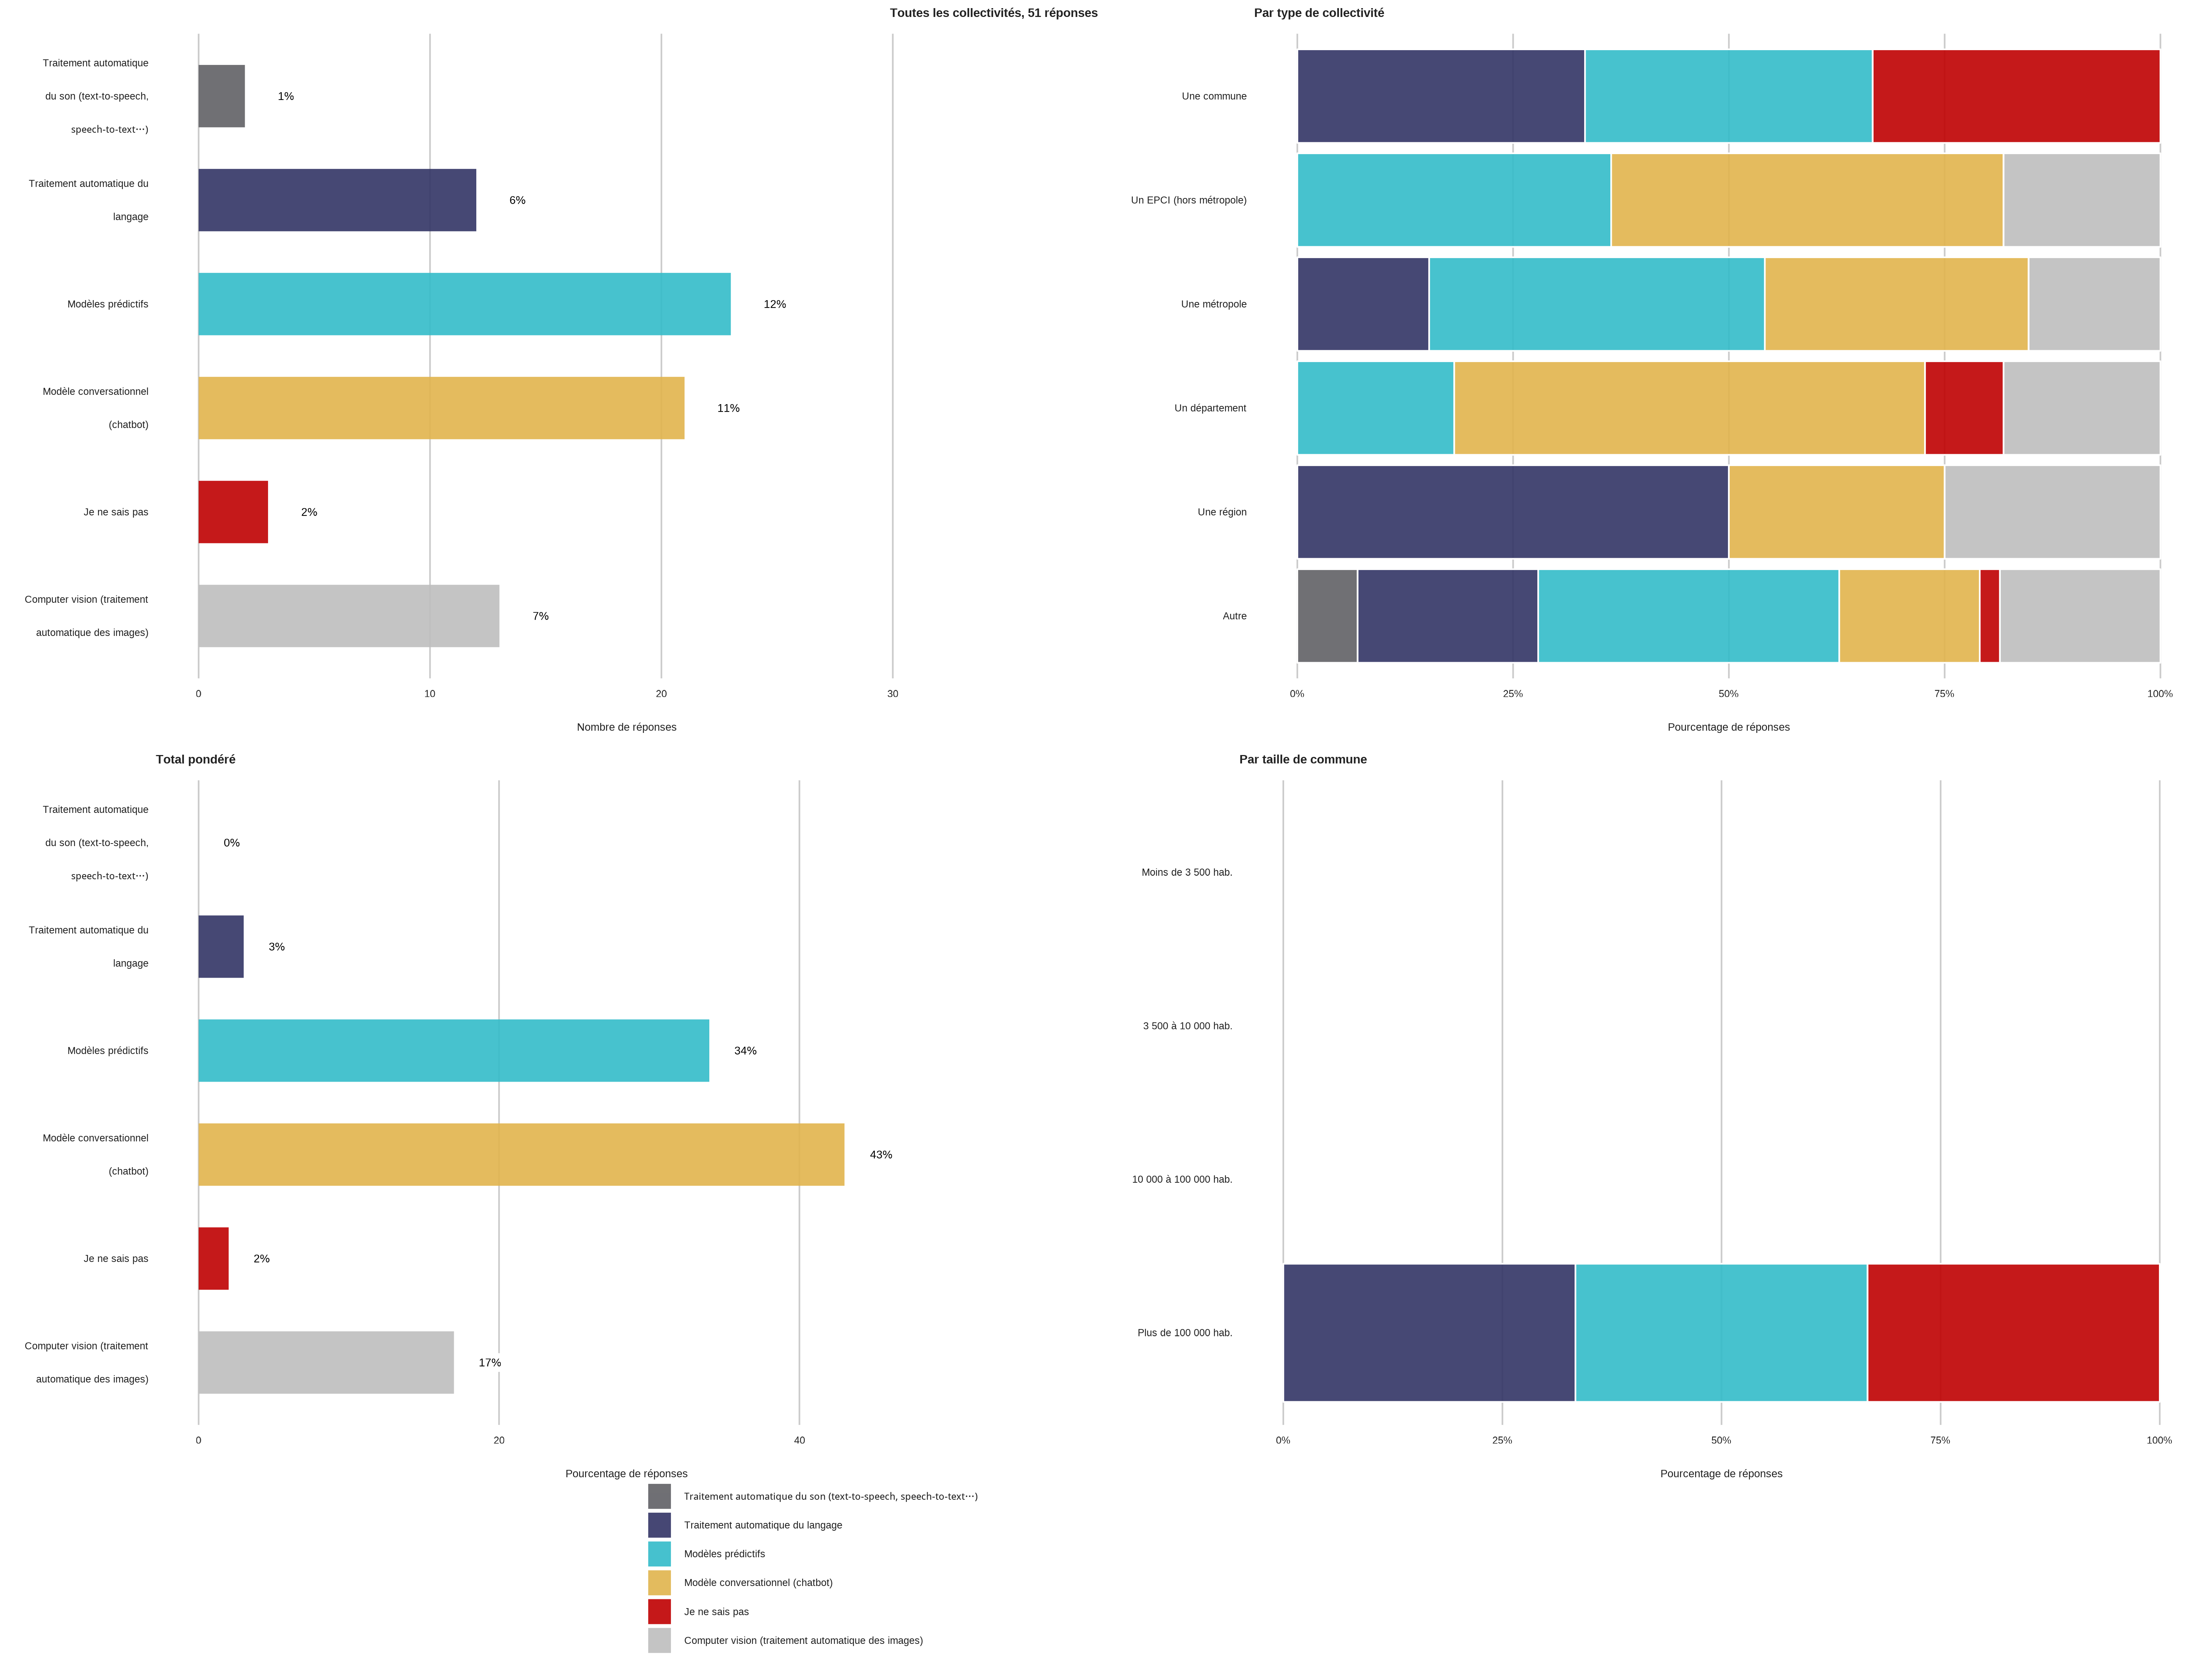 Toutes les collectivités, 51 réponses
Traitement automatique
du son (text-to-speech,
speech-to-text⋯)
1%
Traitement automatique du
langage
6%
Modèles prédictifs
12%
Modèle conversationnel
(chatbot)
11%
Je ne sais pas
2%
Computer vision (traitement
automatique des images)
7%
0
10
20
30
Nombre de réponses
Par type de collectivité
Une commune
Un EPCI (hors métropole)
Une métropole
Un département
Une région
Autre
0%
25%
50%
75%
100%
Pourcentage de réponses
Total pondéré
Traitement automatique
du son (text-to-speech,
speech-to-text⋯)
0%
Traitement automatique du
langage
3%
Modèles prédictifs
34%
Modèle conversationnel
(chatbot)
43%
Je ne sais pas
2%
Computer vision (traitement
automatique des images)
17%
0
20
40
Pourcentage de réponses
Par taille de commune
Moins de 3 500 hab.
3 500 à 10 000 hab.
10 000 à 100 000 hab.
Plus de 100 000 hab.
0%
25%
50%
75%
100%
Pourcentage de réponses
Traitement automatique du son (text-to-speech, speech-to-text⋯)
Traitement automatique du langage
Modèles prédictifs
Modèle conversationnel (chatbot)
Je ne sais pas
Computer vision (traitement automatique des images)